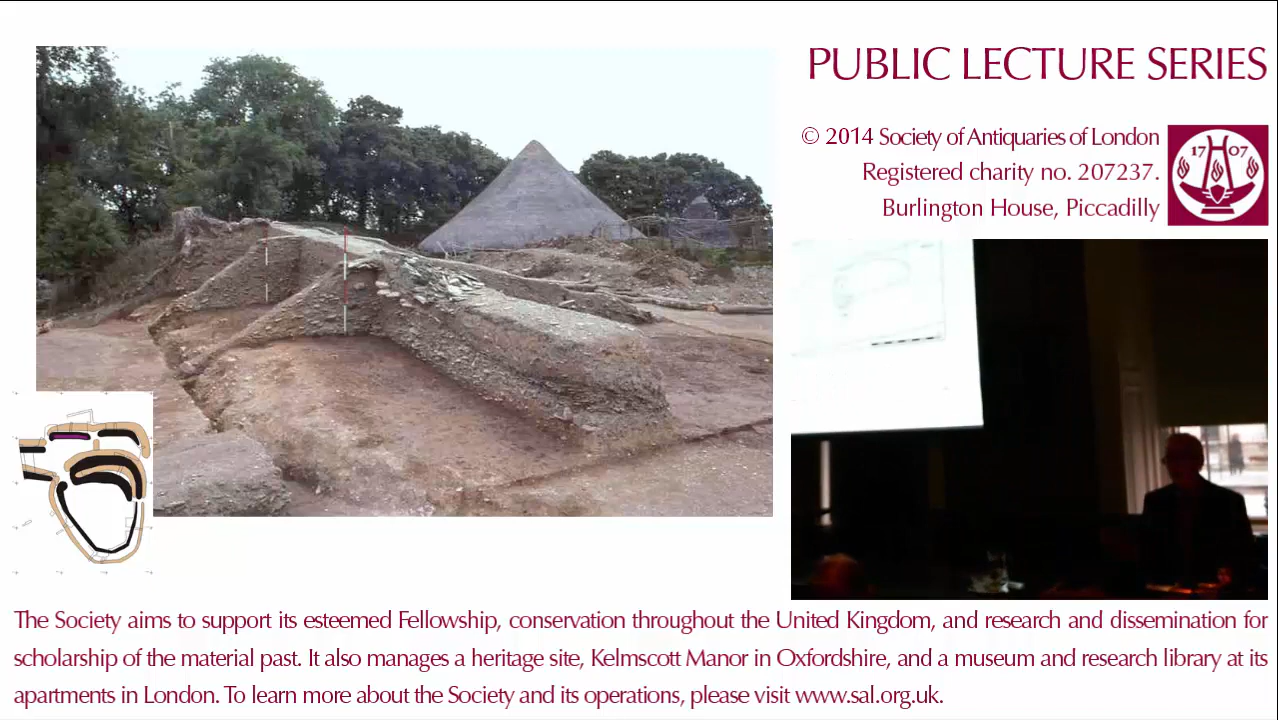 PUBLIC LECTURE SERIES
© 2014 Society of Antiquaries of London
Registered charity no. 207237.
Burlington House, Piccadilly
17 07
The Society aims to support its esteemed Fellowship, conservation throughout the United Kingdom, and research and dissemination for
scholarship of the material past. It also manages a heritage site, Kelmscott Manor in Oxfordshire, and a museum and research library at its
apartments in London. To learn more about the Society and its operations, please visit www.sal.org.uk.